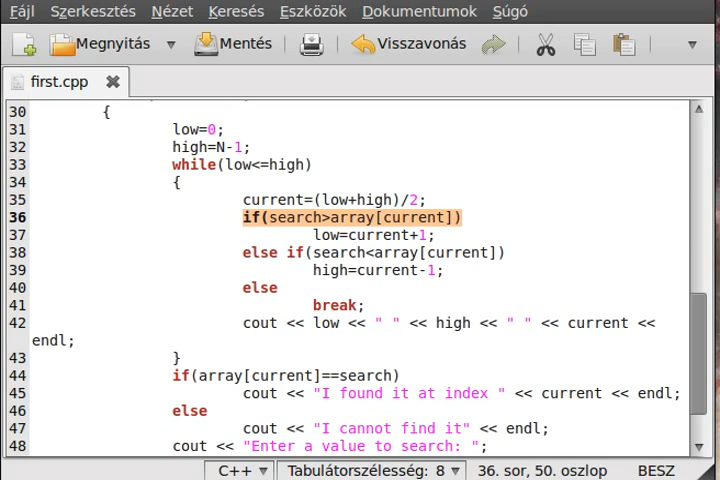 Fájl Szerkesztés Nézet Keresés Eszközök Dokumentumok Súgó
Megnyitás Mentés Visszavonás
first.cpp
30 {
31 low=0;
32 high=N-1;
33 while(low<=high)
34 {
35 current=(low+high)/2;
36 if(search>array[current])
37 low=current+1;
38 else if(search<array[current])
39 high=current-1;
40 else
41 break;
42 cout << low << " " << high << " " << current <<
endl;
43 }
44 if(array[current]==search)
45 cout << "I found it at index " << current << endl;
46 else
47 cout << "I cannot find it" << endl;
48 cout << "Enter a value to search: ";
C++ Tabulátorszélesség: 8 36. sor, 50. oszlop BESZ